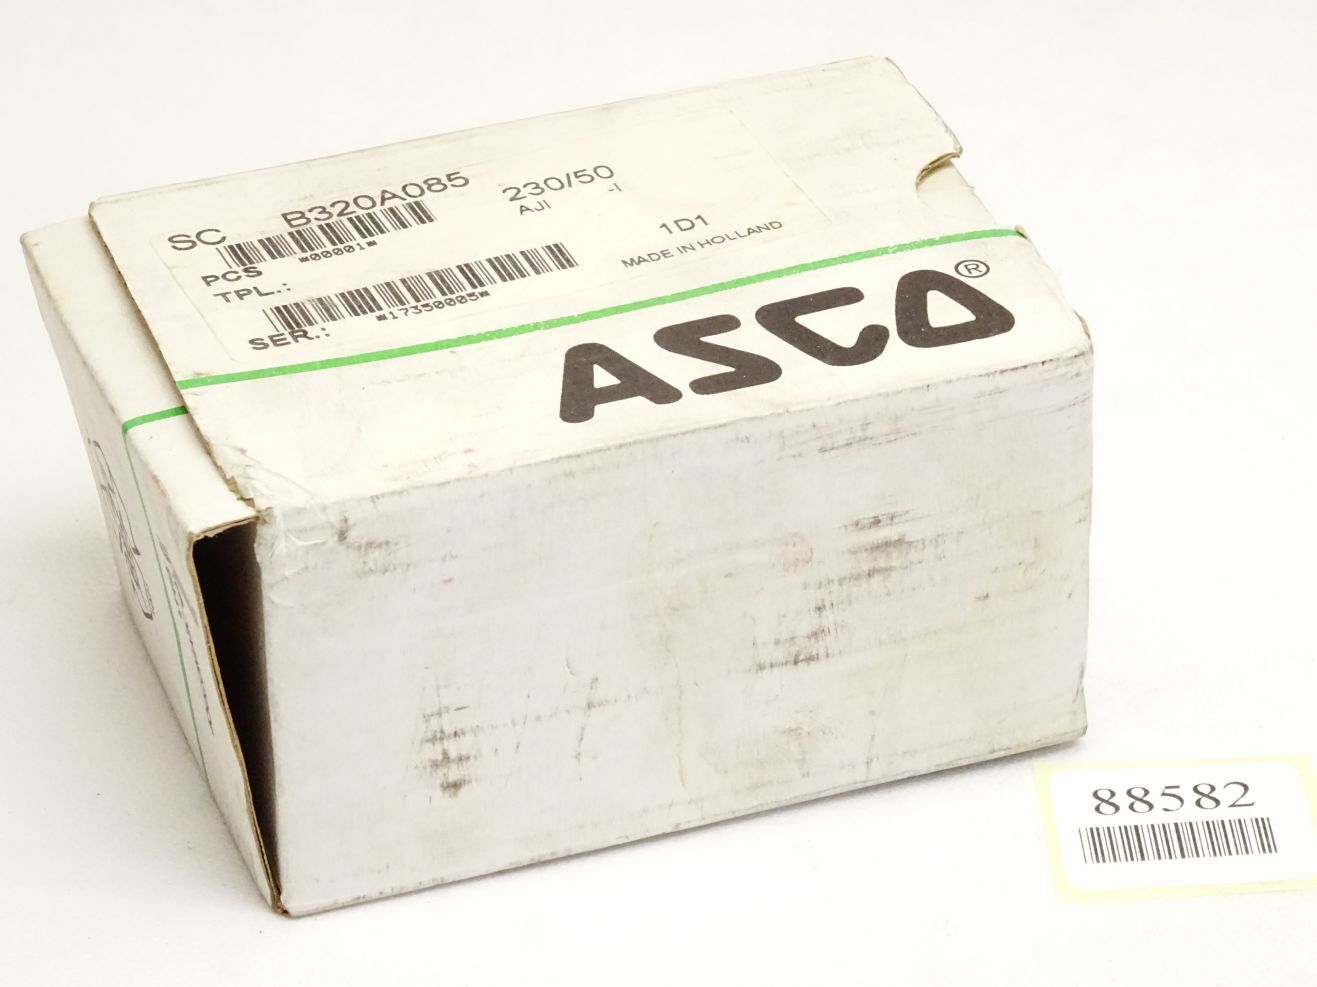 SC B320A085 230/50
AJI -I
PCS *00001*
1D1
TPL.:
MADE IN HOLLAND
SER.: *17350005*
ASCO®
88582